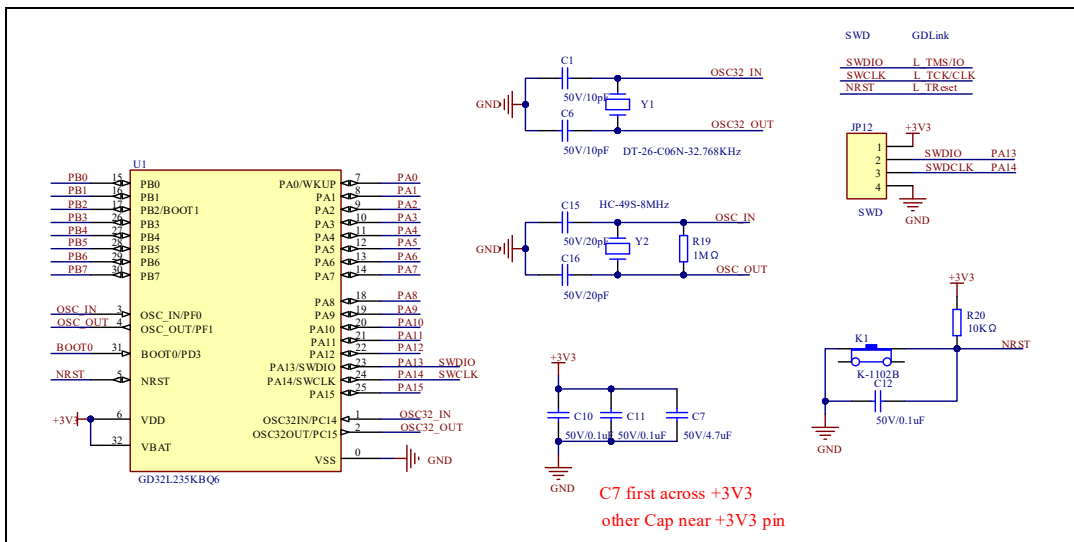 SWD GDLink
SWDIO L_TMS/IO
SWCLK L_TCK/CLK
NRST L_TReset
C1
50V/10pF
GND
C6
50V/10pF
Y1
OSC32_IN
OSC32_OUT
DT-26-C06N-32.768KHz
JP12
+3V3
1
2 SWDIO PA13
3 SWDCLK PA14
4
GND
SWD
U1
PB0 15 PB0
PB1 16 PB1
PB2 17 PB2/BOOT1
PB3 26 PB3
PB4 27 PB4
PB5 28 PB5
PB6 29 PB6
PB7 30 PB7
OSC_IN 3 OSC_IN/PF0
OSC_OUT 4 OSC_OUT/PF1
BOOT0 31 BOOT0/PD3
NRST 5 NRST
+3V3 6 VDD
32 VBAT
PA0/WKUP 7 PA0
PA1 8 PA1
PA2 9 PA2
PA3 10 PA3
PA4 11 PA4
PA5 12 PA5
PA6 13 PA6
PA7 14 PA7
PA8 18 PA8
PA9 19 PA9
PA10 20 PA10
PA11 21 PA11
PA12 22 PA12
PA13/SWDIO 23 PA13 SWDIO
PA14/SWCLK 24 PA14 SWCLK
PA15 25 PA15
OSC32IN/PC14 1 OSC32_IN
OSC32OUT/PC15 2 OSC32_OUT
VSS 0 GND
GD32L235KBQ6
C15
HC-49S-8MHz
OSC_IN
50V/20pF
GND
Y2
R19
1MΩ
C16
OSC_OUT
50V/20pF
+3V3
C10 C11 C7
50V/0.1uF 50V/0.1uF 50V/4.7uF
GND
C7 first across +3V3
other Cap near +3V3 pin
+3V3
R20
10KΩ
K1
NRST
K-1102B
C12
50V/0.1uF
GND